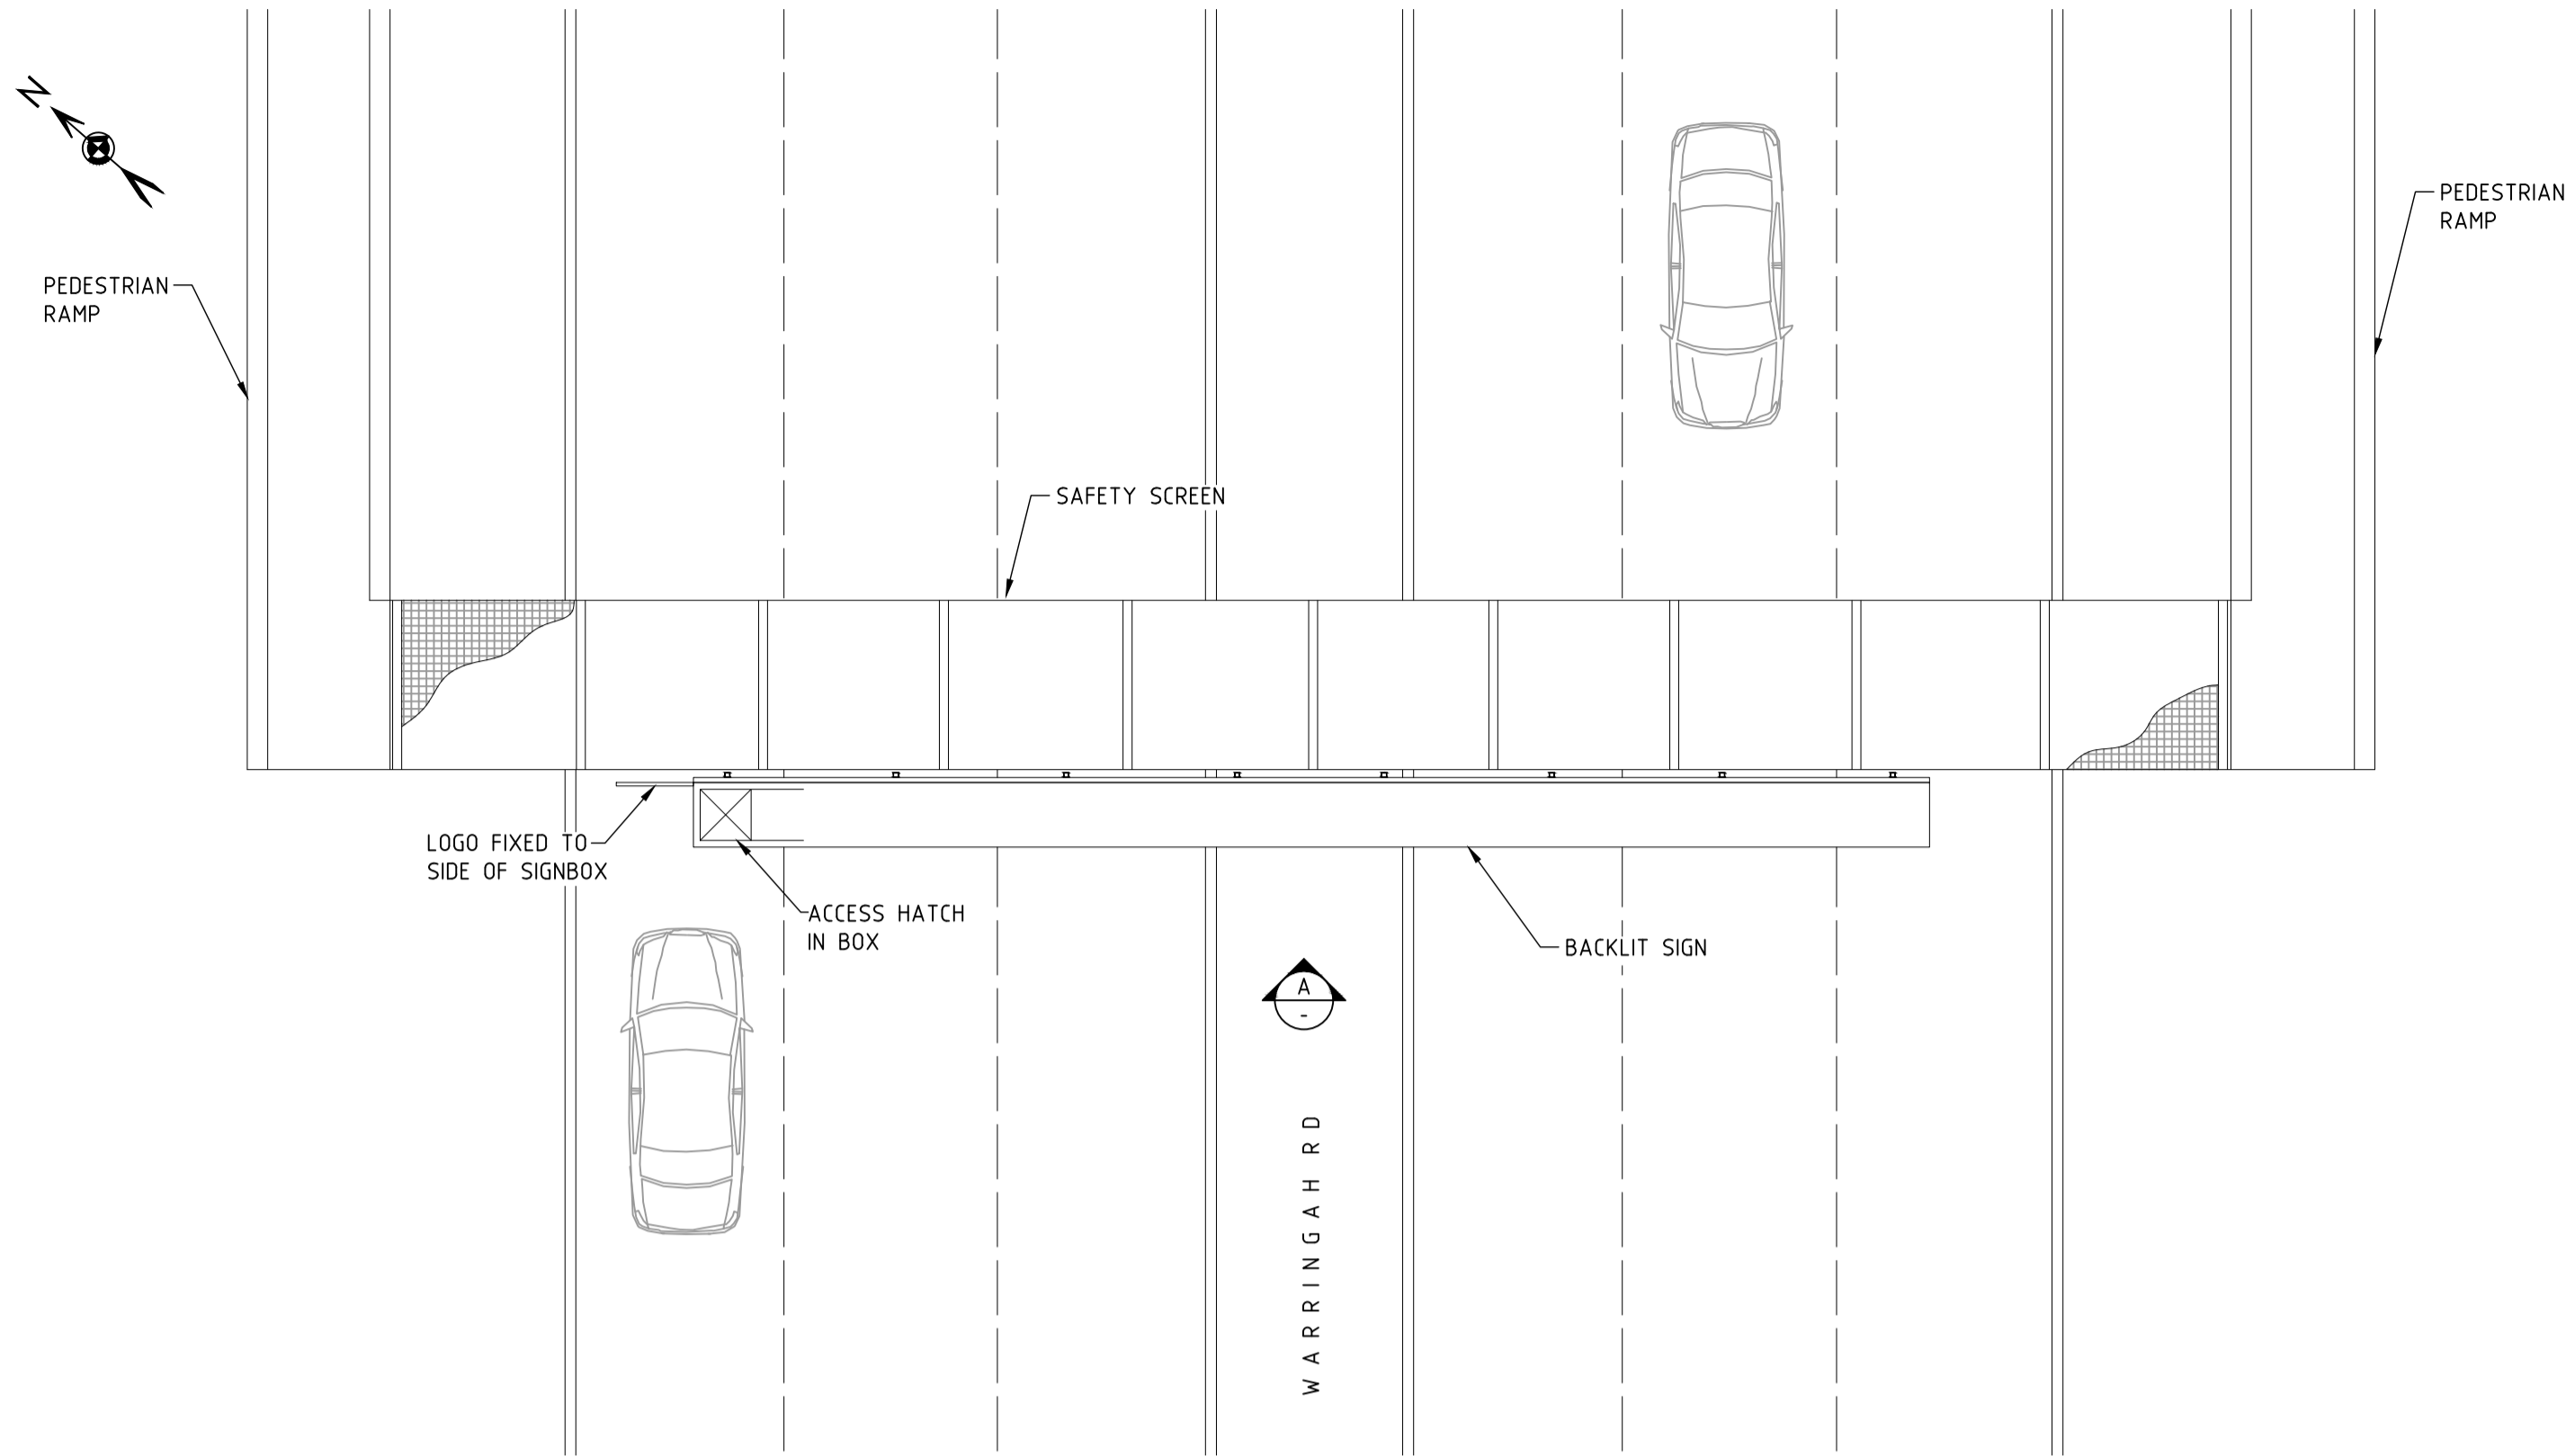 N
PEDESTRIAN
RAMP
PEDESTRIAN
RAMP
SAFETY SCREEN
LOGO FIXED TO
SIDE OF SIGNBOX
ACCESS HATCH
IN BOX
BACKLIT SIGN
A
-
WARRINGAH RD